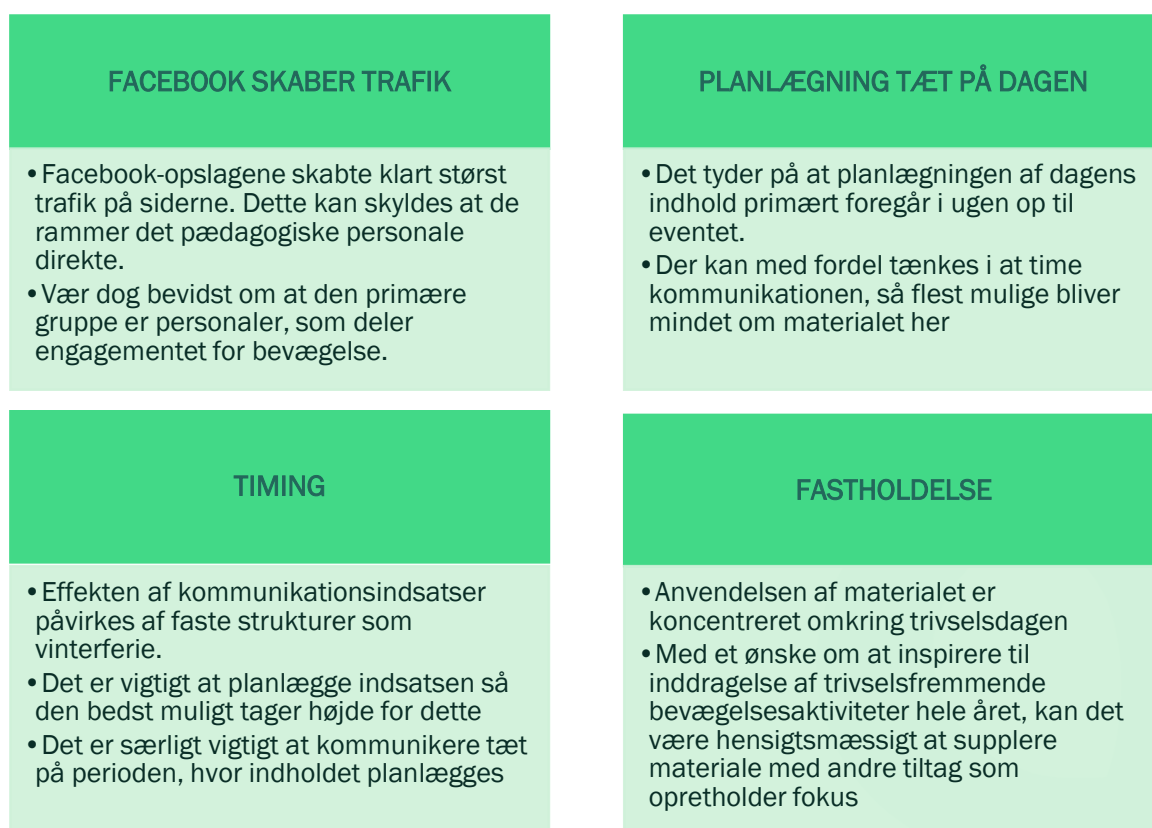 FACEBOOK SKABER TRAFIK
•Facebook-opslagene skabte klart størst
trafik på siderne. Dette kan skyldes at de
rammer det pædagogiske personale
direkte.
•Vær dog bevidst om at den primære
gruppe er personaler, som deler
engagementet for bevægelse.
PLANLÆGNING TÆT PÅ DAGEN
•Det tyder på at planlægningen af dagens
indhold primært foregår i ugen op til
eventet.
•Der kan med fordel tænkes i at time
kommunikationen, så flest mulige bliver
mindet om materialet her
TIMING
•Effekten af kommunikationsindsatser
påvirkes af faste strukturer som
vinterferie.
•Det er vigtigt at planlægge indsatsen så
den bedst muligt tager højde for dette
•Det er særligt vigtigt at kommunikere tæt
på perioden, hvor indholdet planlægges
FASTHOLDELSE
•Anvendelsen af materialet er
koncentreret omkring trivselsdagen
•Med et ønske om at inspirere til
inddragelse af trivselsfremmende
bevægelsesaktiviteter hele året, kan det
være hensigtsmæssigt at supplere
materiale med andre tiltag som
opretholder fokus